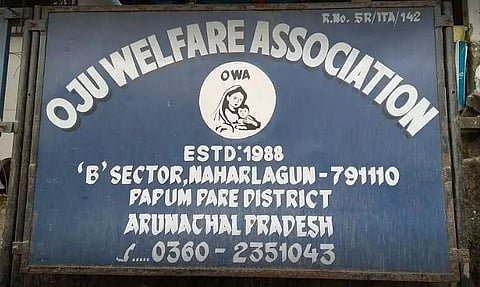 R.No. SR/ITA/142
OJU WELFARE ASSOCIATION
OWA
ESTD:1988
'B' SECTOR, NAHARLAGUN-791110
PAPUM PARE DISTRICT
ARUNACHAL PRADESH
0360-2351043